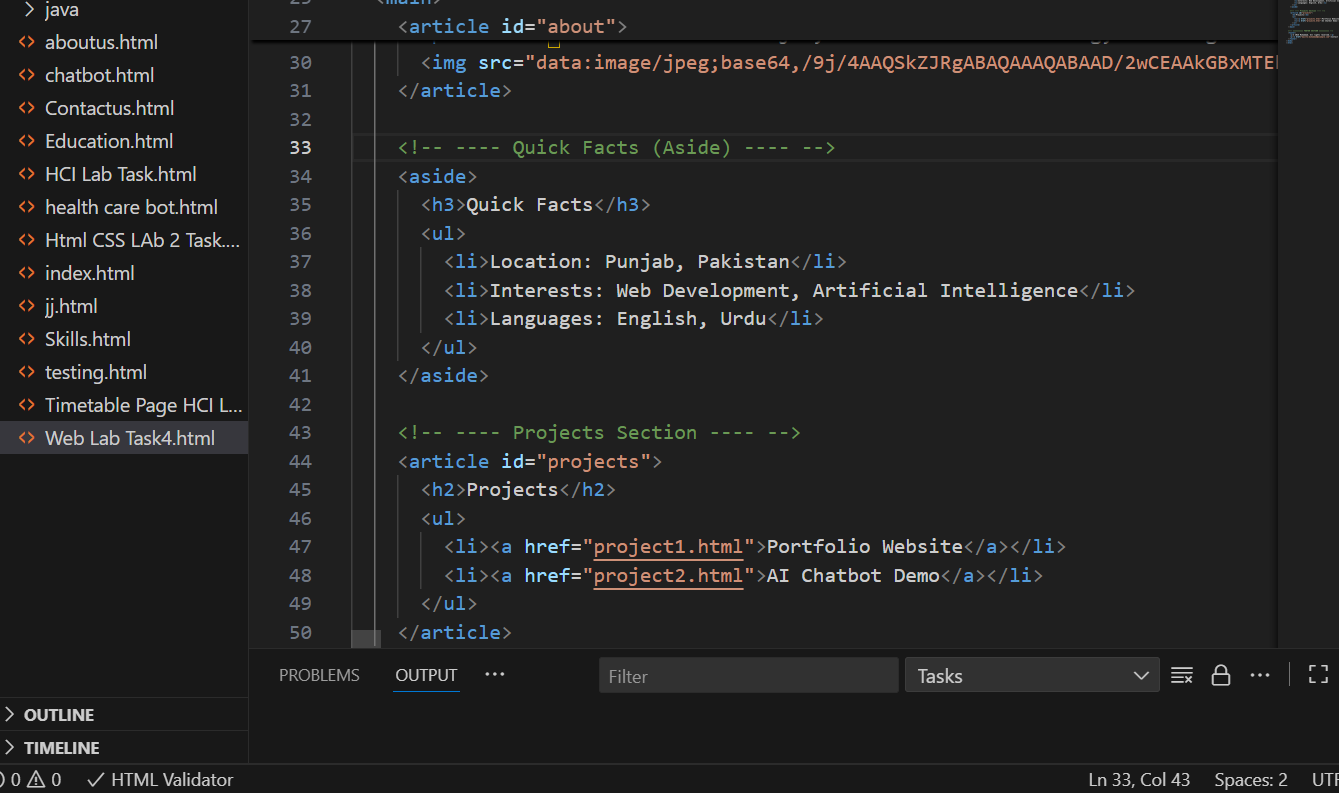 java
aboutus.html
chatbot.html
Contactus.html
Education.html
HCI Lab Task.html
health care bot.html
Html CSS LAb 2 Task....
index.html
jj.html
Skills.html
testing.html
Timetable Page HCI L...
Web Lab Task4.html
OUTLINE
TIMELINE
27 <article id="about">
30 <img src="data:image/jpeg;base64,/9j/4AAQSkZJRgABAQAAAQABAAD/2wCEAAkGBxMTE
31 </article>
32
33 <!-- ---- Quick Facts (Aside) ---- -->
34 <aside>
35 <h3>Quick Facts</h3>
36 <ul>
37 <li>Location: Punjab, Pakistan</li>
38 <li>Interests: Web Development, Artificial Intelligence</li>
39 <li>Languages: English, Urdu</li>
40 </ul>
41 </aside>
42
43 <!-- ---- Projects Section ---- -->
44 <article id="projects">
45 <h2>Projects</h2>
46 <ul>
47 <li><a href="project1.html">Portfolio Website</a></li>
48 <li><a href="project2.html">AI Chatbot Demo</a></li>
49 </ul>
50 </article>
PROBLEMS OUTPUT ... Filter Tasks ...
0 0 HTML Validator Ln 33, Col 43 Spaces: 2